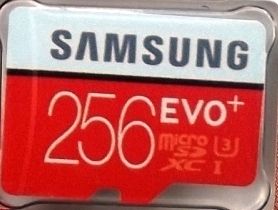 SAMSUNG
256 EVO+
micro
SD
XC I U3